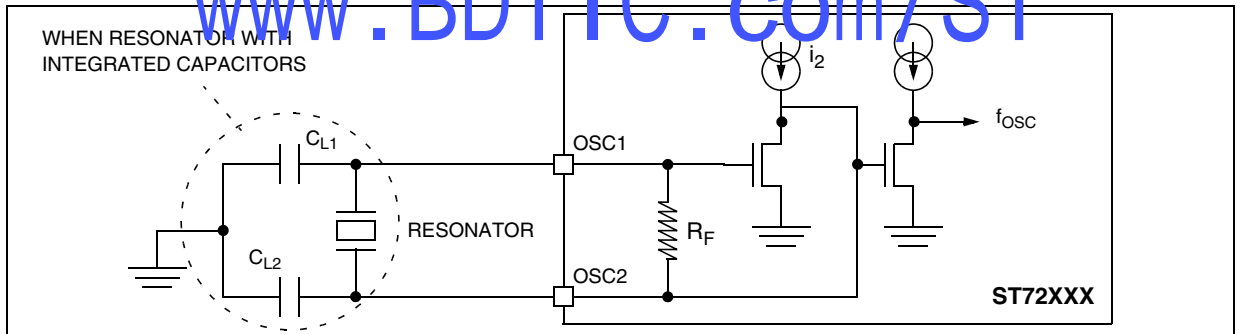 www.BDTIC.com/ST
WHEN RESONATOR WITH
INTEGRATED CAPACITORS
i2
fOSC
CL1
OSC1
RESONATOR
RF
CL2
OSC2
ST72XXX